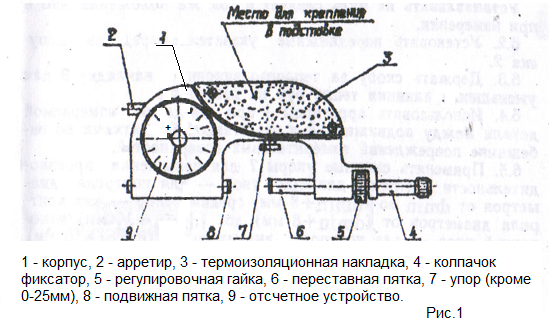 Место для крепления
в подставке
2 1 3
9 8 7 6 5 4
1 - корпус, 2 - арретир, 3 - термоизоляционная накладка, 4 - колпачок
фиксатор, 5 - регулировочная гайка, 6 - переставная пятка, 7 - упор (кроме
0-25мм), 8 - подвижная пятка, 9 - отсчетное устройство.
Рис.1